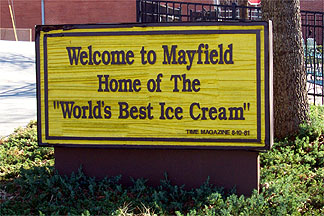 Welcome to Mayfield
Home of The
"World's Best Ice Cream"
TIME MAGAZINE 8-10-81